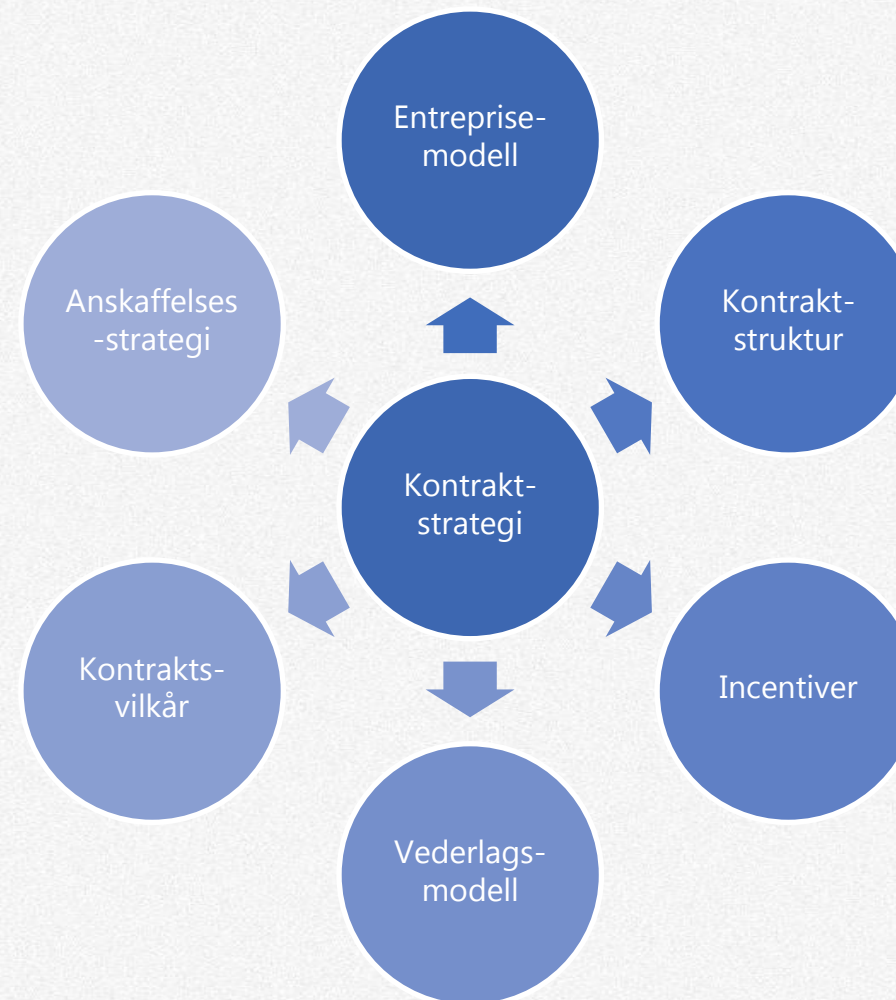 Entreprise-
modell
Anskaffelses
-strategi
Kontrakt-
struktur
Kontrakt-
strategi
Kontrakts-
vilkår
Incentiver
Vederlags-
modell